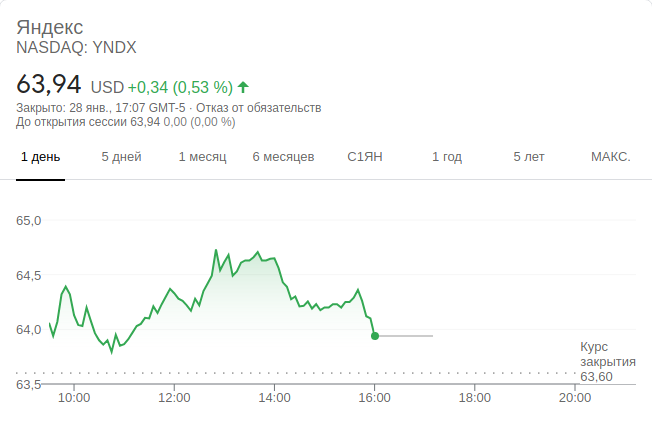 Яндекс
NASDAQ: YNDX
63,94 USD +0,34 (0,53 %)
Закрыто: 28 янв., 17:07 GMT-5 · Отказ от обязательств
До открытия сессии 63,94 0,00 (0,00 %)
1 день 5 дней 1 месяц 6 месяцев С1ЯН 1 год 5 лет МАКС.
65,0
64,5
64,0
Курс
закрытия
63,60
63,5
10:00 12:00 14:00 16:00 18:00 20:00